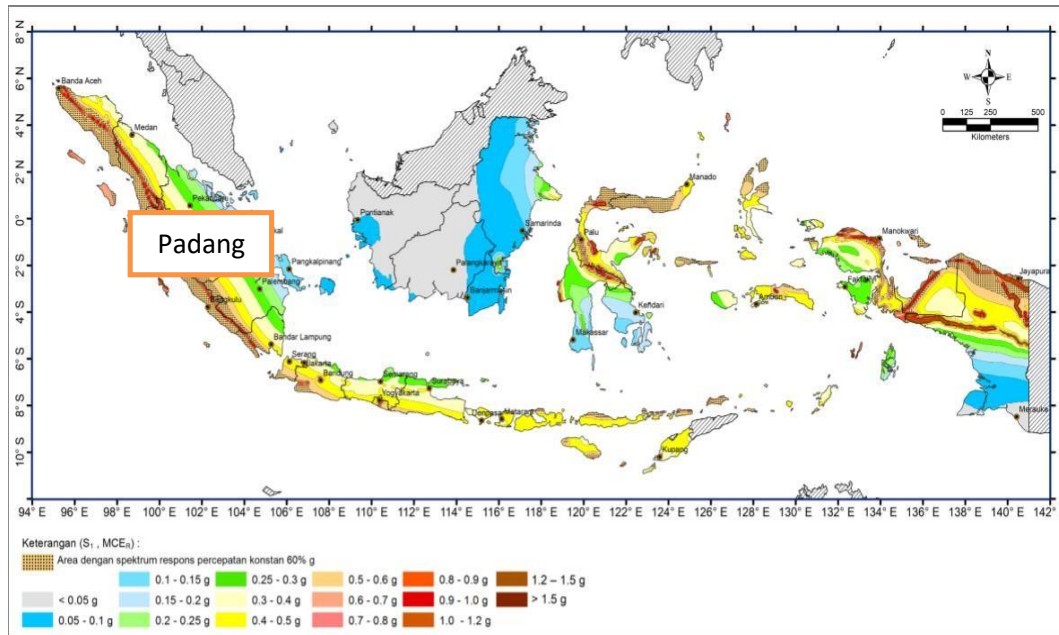 8° N
6° N
4° N
2° N
0°
2° S
4° S
6° S
8° S
10° S
94° 96° 98° 100° 102° 104° 106° 108° 110° 112° 114° 116° 118° 120° 122° 124° 126° 128° 130° 132° 134° 136° 138° 140° 142°
N
W E
S
0 125 250 500
Kilometers
Banda Aceh
Medan
Manado
Pontianak
Samarinda
Palu
Manokwari
Padang
Pangkalpinang
Jayapura
Palembang
Bengkulu
Kendari
Ambon
Bandar Lampung
Makassar
Serang
Jakarta
Bandung
Semarang
Surabaya
Yogyakarta
Denpasar
Mataram
Merauke
Kupang
Keterangan (S₁ , MCEᵣ) :
Area dengan spektrum respons percepatan konstan 60% g
0.1 - 0.15 g 0.25 - 0.3 g 0.5 - 0.6 g 0.8 - 0.9 g 1.2 – 1.5 g
< 0.05 g 0.15 - 0.2 g 0.3 - 0.4 g 0.6 - 0.7 g 0.9 - 1.0 g > 1.5 g
0.05 - 0.1 g 0.2 - 0.25 g 0.4 - 0.5 g 0.7 - 0.8 g 1.0 - 1.2 g